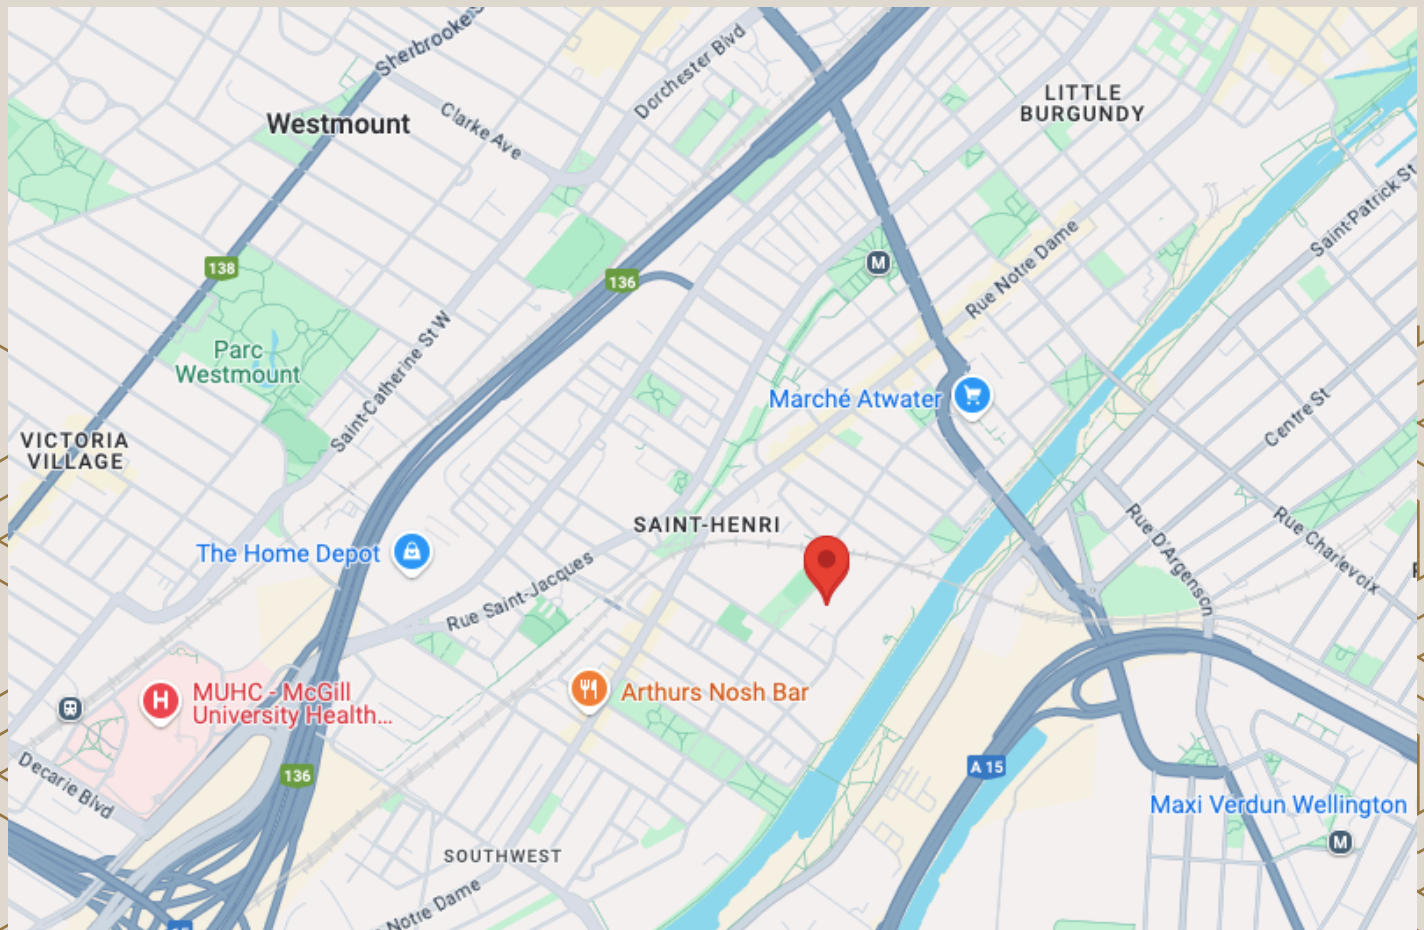 Sherbrooke S
Dorchester Blvd
LITTLE
BURGUNDY
Westmount
Clarke Ave
Saint-Patrick St
138
136
M
Rue Notre Dame
Parc
Westmount
Saint-Catherine St W
Marché Atwater
Centre St
VICTORIA
VILLAGE
SAINT-HENRI
Rue D'Argenson
Rue Charlevoix
The Home Depot
Rue Saint-Jacques
H
MUHC - McGill
University Health...
Arthurs Nosh Bar
Decarie Blvd
136
A 15
Maxi Verdun Wellington
M
SOUTHWEST
Notre Dame